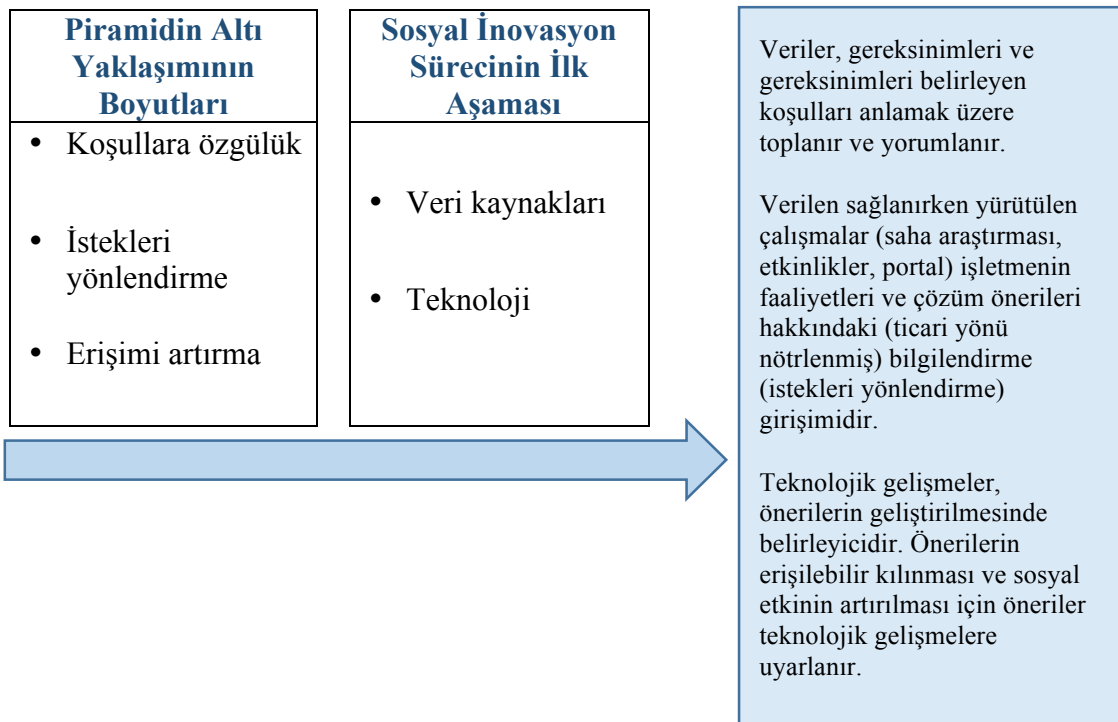 Piramidin Altı
Yaklaşımının
Boyutları
• Koşullara özgülük
• İstekleri
yönlendirme
• Erişimi artırma
Sosyal İnovasyon
Sürecinin İlk
Aşaması
• Veri kaynakları
• Teknoloji
Veriler, gereksinimleri ve
gereksinimleri belirleyen
koşulları anlamak üzere
toplanır ve yorumlanır.
Verilen sağlanırken yürütülen
çalışmalar (saha araştırması,
etkinlikler, portal) işletmenin
faaliyetleri ve çözüm önerileri
hakkındaki (ticari yönü
nötrlenmiş) bilgilendirme
(istekleri yönlendirme)
girişimidir.
Teknolojik gelişmeler,
önerilerin geliştirilmesinde
belirleyicidir. Önerilerin
erişilebilir kılınması ve sosyal
etkinin artırılması için öneriler
teknolojik gelişmelere
uyarlanır.